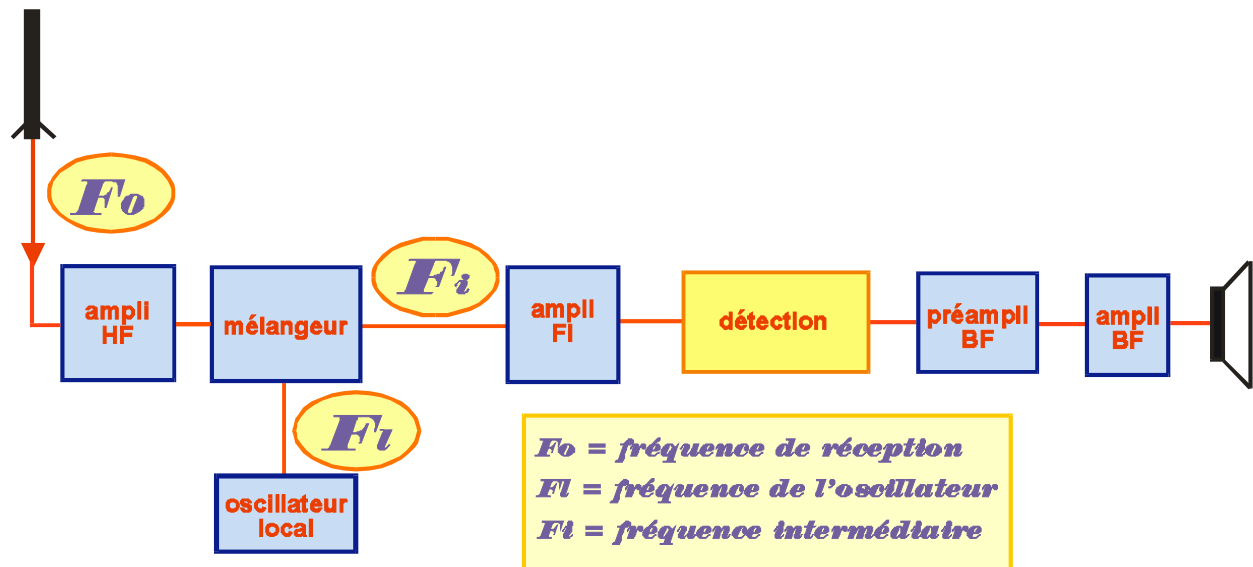 Fo
Fi
ampli
HF
mélangeur
ampli
FI
détection
préampli
BF
ampli
BF
Fl
oscillateur
local
Fo = fréquence de réception
Fl = fréquence de l'oscillateur
Fi = fréquence intermédiaire